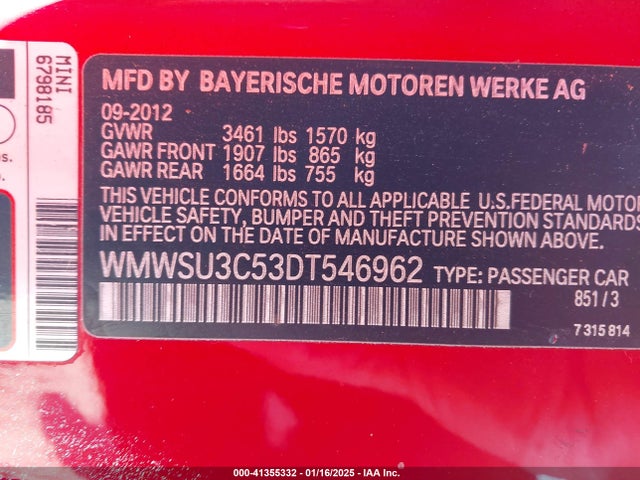 MINI
6798185
ns.
n.
MFD BY BAYERISCHE MOTOREN WERKE AG
09-2012
GVWR 3461 lbs 1570 kg
GAWR FRONT 1907 lbs 865 kg
GAWR REAR 1664 lbs 755 kg
THIS VEHICLE CONFORMS TO ALL APPLICABLE U.S.FEDERAL MOTOR
VEHICLE SAFETY, BUMPER AND THEFT PREVENTION STANDARDS
IN EFFECT ON THE DATE OF MANUFACTURE SHOWN ABOVE.
WMWSU3C53DT546962 TYPE: PASSENGER CAR
851/3
7 315 814
000-41355332 - 01/16/2025 - IAA Inc.